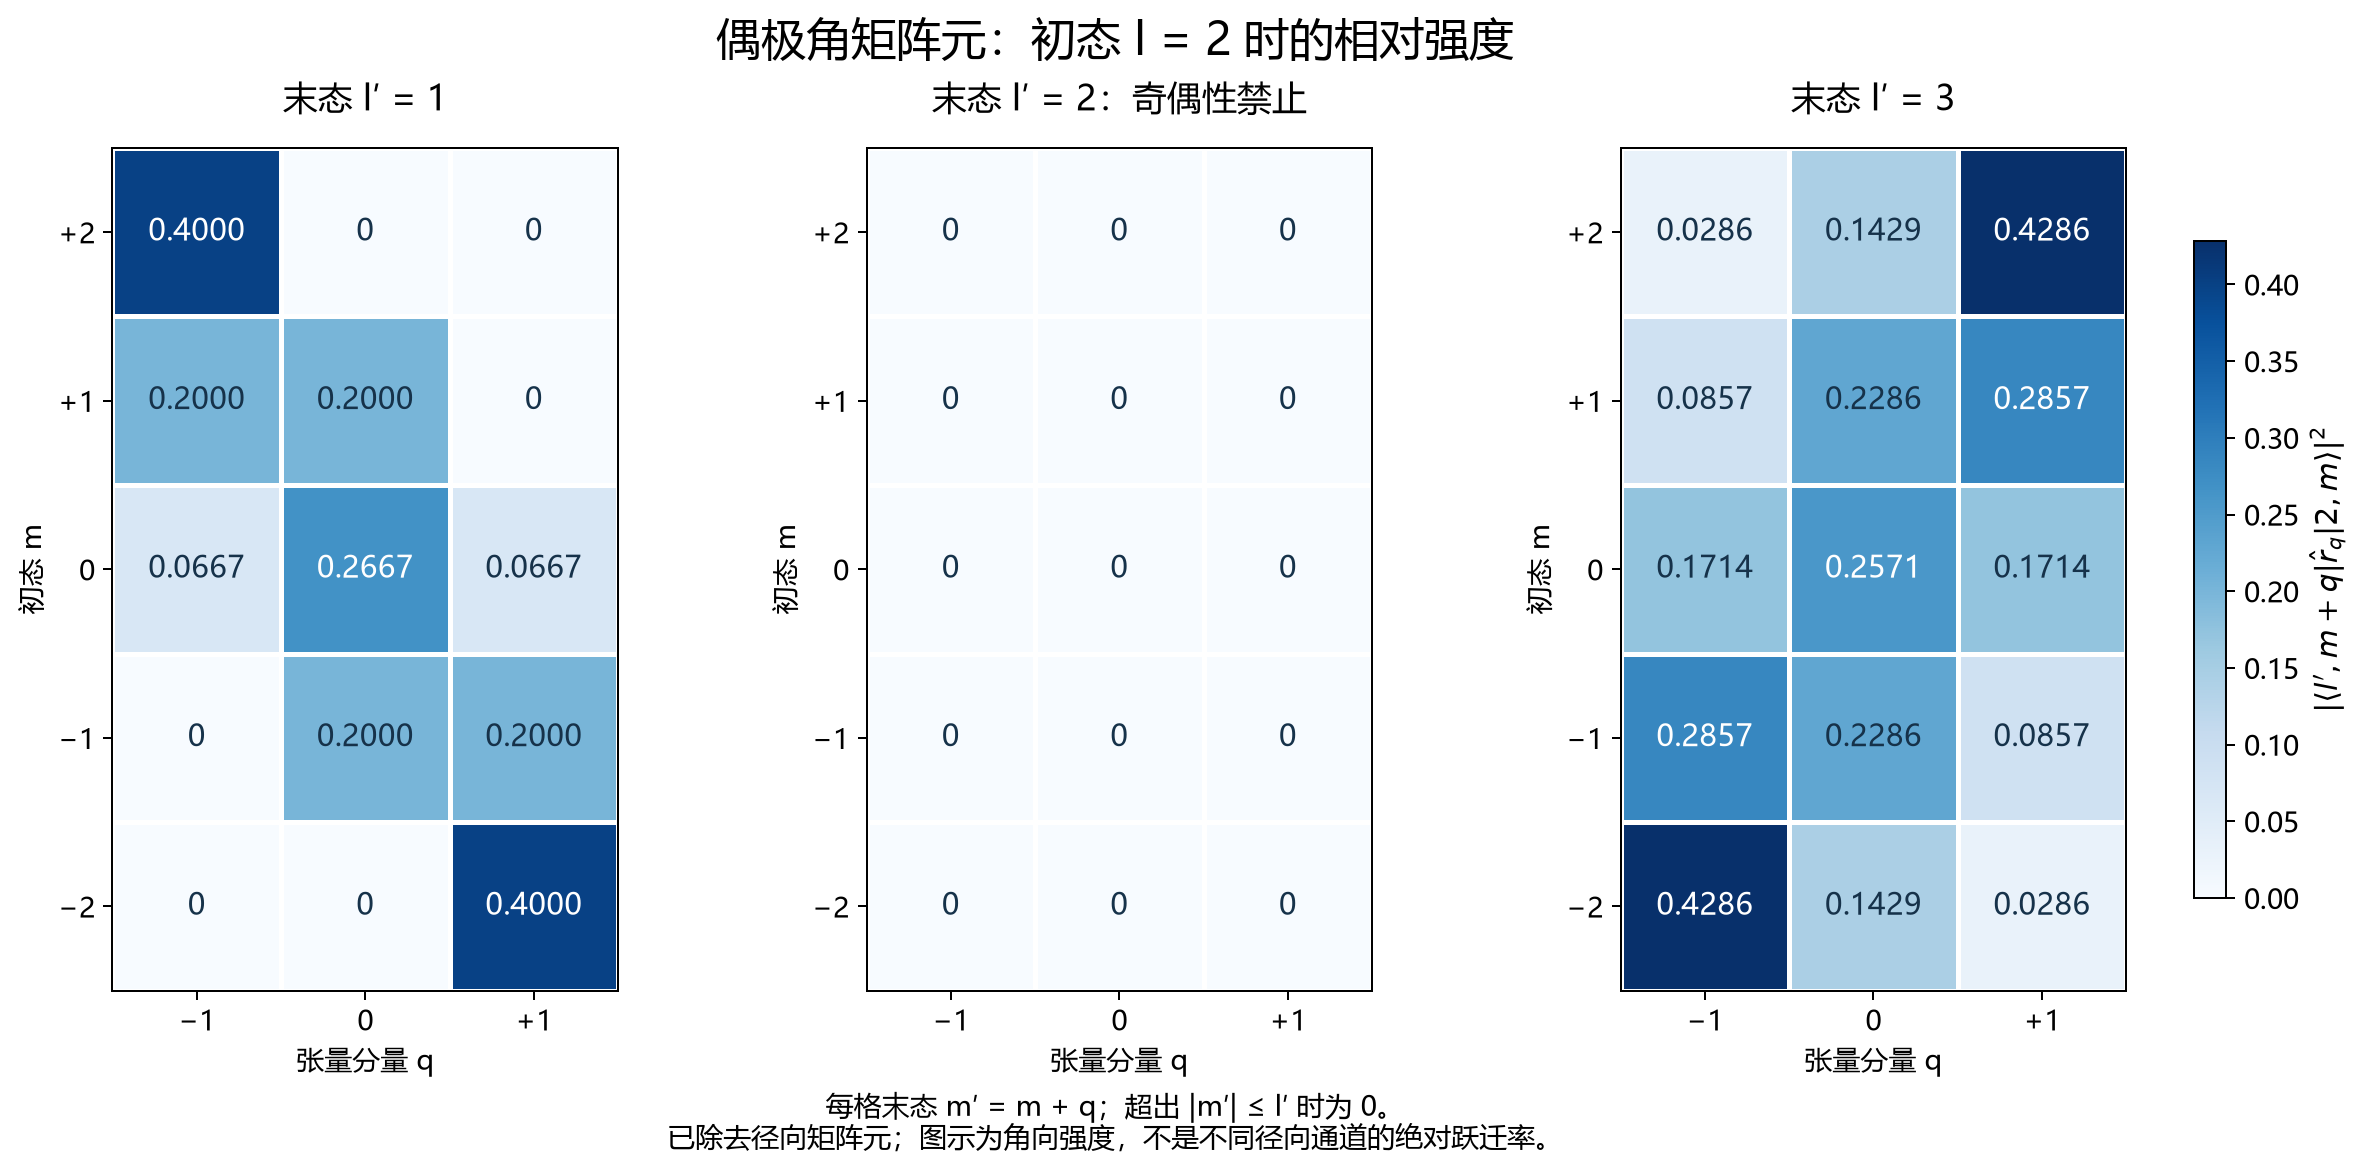 偶极角矩阵元：初态 l = 2 时的相对强度
末态 l′ = 1
初态 m
+2
+1
0
−1
−2
0.4000 0 0
0.2000 0.2000 0
0.0667 0.2667 0.0667
0 0.2000 0.2000
0 0 0.4000
−1 0 +1
张量分量 q
末态 l′ = 2：奇偶性禁止
初态 m
+2
+1
0
−1
−2
0 0 0
0 0 0
0 0 0
0 0 0
0 0 0
−1 0 +1
张量分量 q
末态 l′ = 3
初态 m
+2
+1
0
−1
−2
0.0286 0.1429 0.4286
0.0857 0.2286 0.2857
0.1714 0.2571 0.1714
0.2857 0.2286 0.0857
0.4286 0.1429 0.0286
−1 0 +1
张量分量 q
0.40
0.35
0.30
0.25
0.20
0.15
0.10
0.05
0.00
|⟨l′, m + q|r̂_q|2, m⟩|²
每格末态 m′ = m + q；超出 |m′| ≤ l′ 时为 0。
已除去径向矩阵元；图示为角向强度，不是不同径向通道的绝对跃迁率。